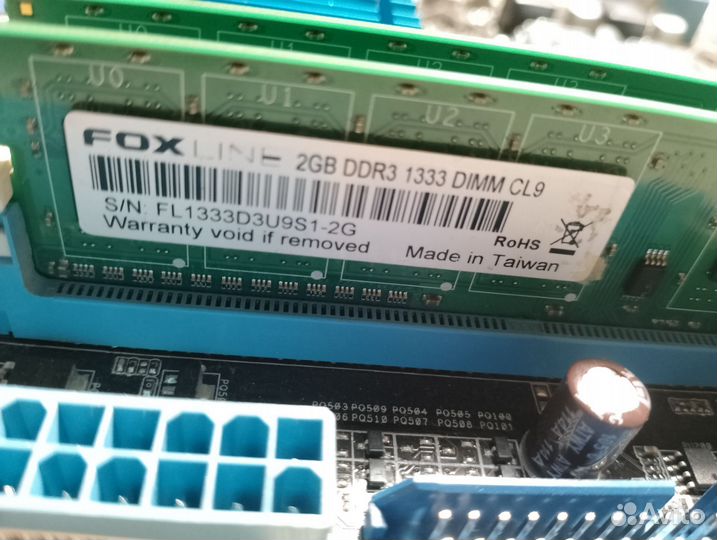 U0 U1 U2 U3
FOXLINE 2GB DDR3 1333 DIMM CL9
S/N: FL1333D3U9S1-2G
Warranty void if removed
RoHS
Made in Taiwan
PQ503 PQ509 PQ504 PQ505 PQ100
PQ510 PQ507 PQ508 PQ101
Avito